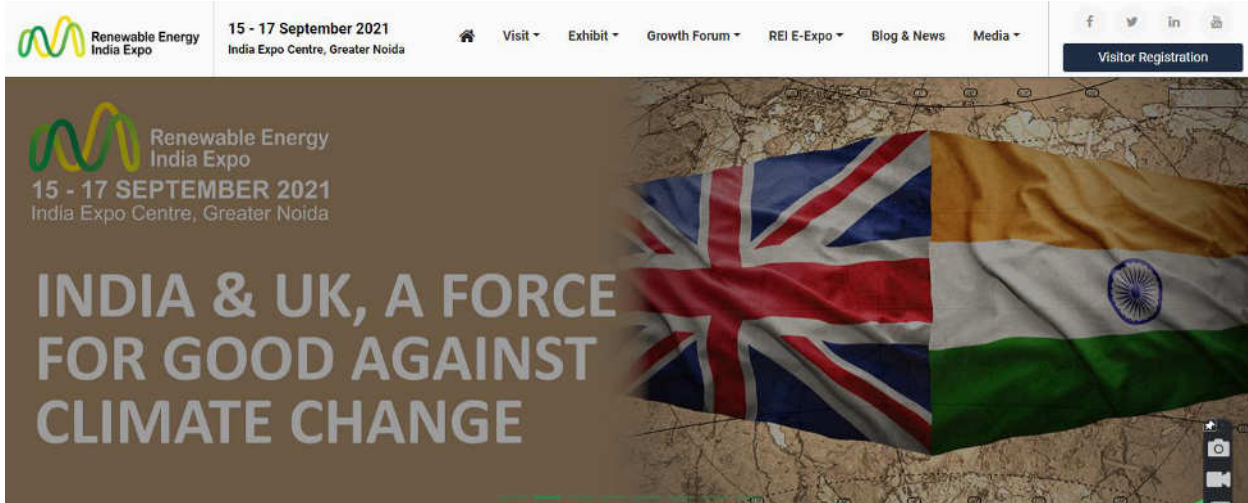 Renewable Energy
India Expo
15 - 17 September 2021
India Expo Centre, Greater Noida
Visit
Exhibit
Growth Forum
REI E-Expo
Blog & News
Media
Visitor Registration
Renewable Energy
India Expo
15 - 17 SEPTEMBER 2021
India Expo Centre, Greater Noida
INDIA & UK, A FORCE
FOR GOOD AGAINST
CLIMATE CHANGE